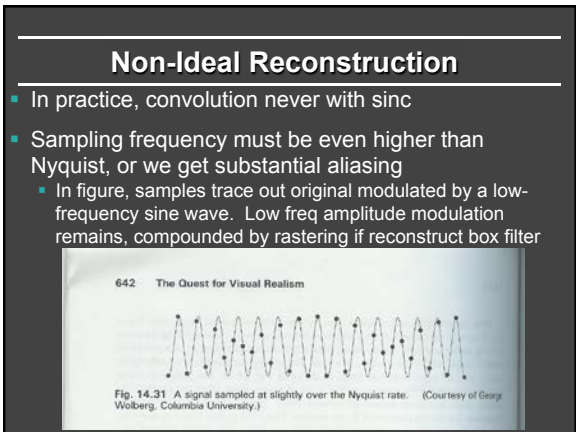 Non-Ideal Reconstruction
In practice, convolution never with sinc
Sampling frequency must be even higher than
Nyquist, or we get substantial aliasing
In figure, samples trace out original modulated by a low-
frequency sine wave. Low freq amplitude modulation
remains, compounded by rastering if reconstruct box filter
642 The Quest for Visual Realism
Fig. 14.31 A signal sampled at slightly over the Nyquist rate. (Courtesy of George
Wolberg, Columbia University.)